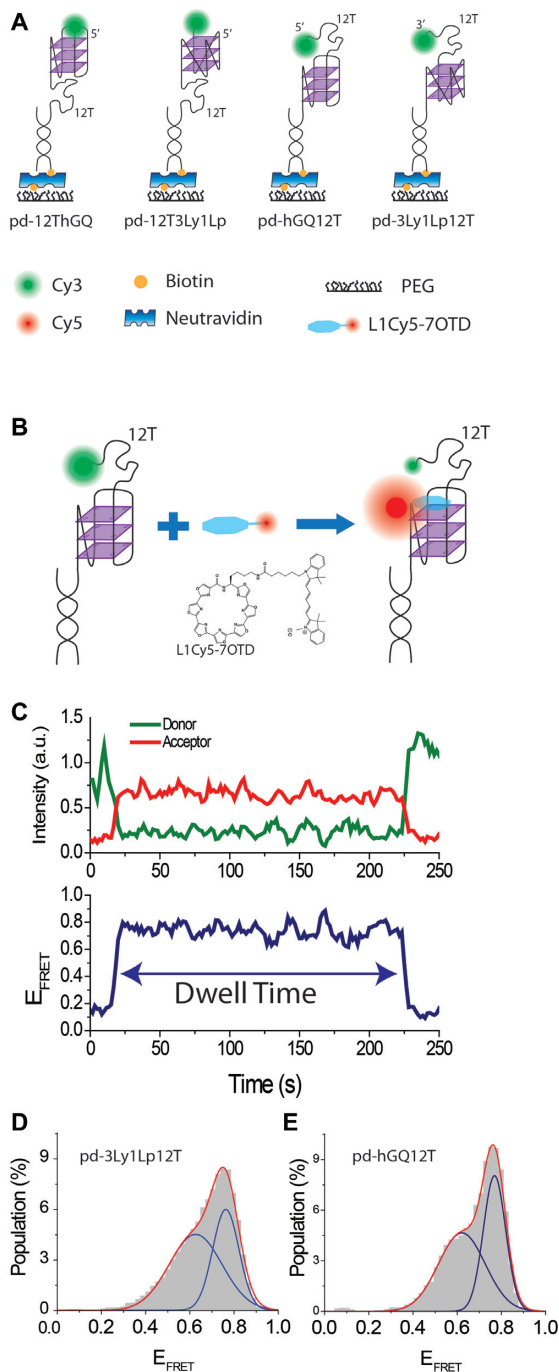 A
5’
5’
5’
12T
3’
12T
12T
12T
pd-12ThGQ
pd-12T3Ly1Lp
pd-hGQ12T
pd-3Ly1Lp12T
Cy3
Biotin
PEG
Cy5
Neutravidin
L1Cy5-7OTD
B
12T
12T
L1Cy5-7OTD
C
Donor
Acceptor
Intensity (a.u.)
1.5
1.0
0.5
0.0
0 50 100 150 200 250
EFRET
1.0
0.8
0.6
0.4
0.2
0.0
Dwell Time
0 50 100 150 200 250
Time (s)
D
pd-3Ly1Lp12T
Population (%)
9
6
3
0
0.0 0.2 0.4 0.6 0.8 1.0
EFRET
E
pd-hGQ12T
Population (%)
9
6
3
0
0.0 0.2 0.4 0.6 0.8 1.0
EFRET